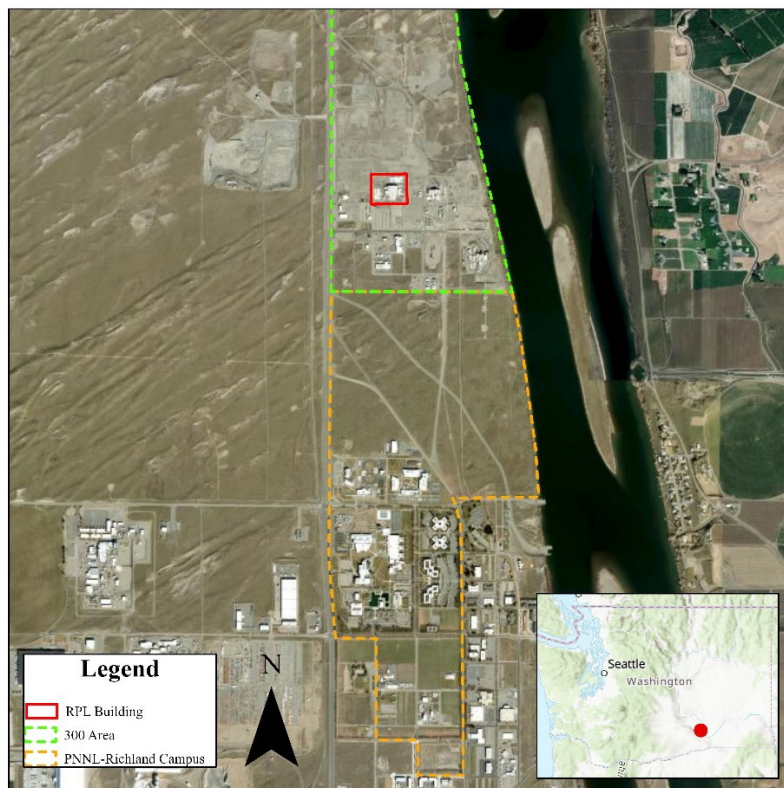 Seattle
Washington
Legend
N
RPL Building
300 Area
PNNL-Richland Campus